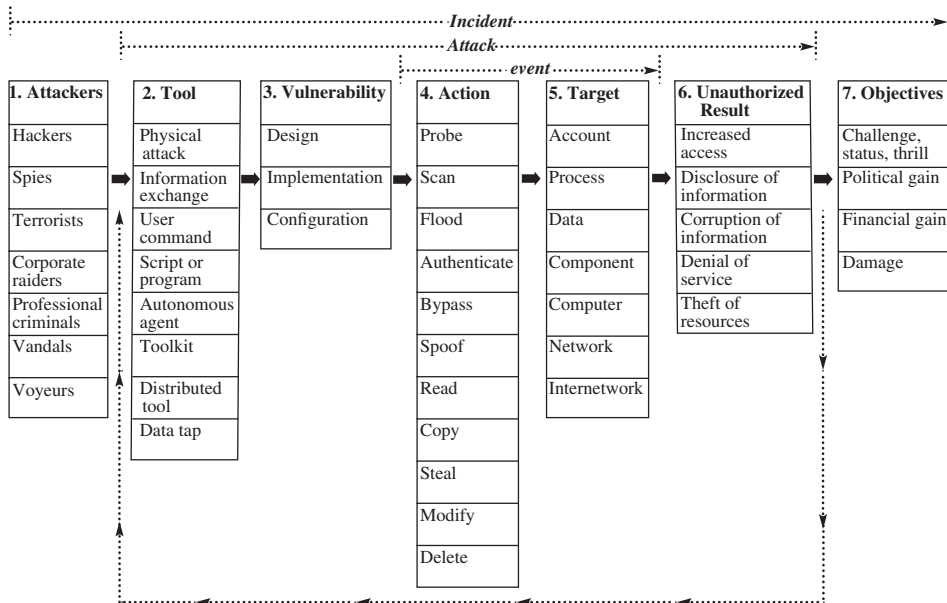 Incident
Attack
event
1. Attackers
Hackers
Spies
Terrorists
Corporate
raiders
Professional
criminals
Vandals
Voyeurs
2. Tool
Physical
attack
Information
exchange
User
command
Script or
program
Autonomous
agent
Toolkit
Distributed
tool
Data tap
3. Vulnerability
Design
Implementation
Configuration
4. Action
Probe
Scan
Flood
Authenticate
Bypass
Spoof
Read
Copy
Steal
Modify
Delete
5. Target
Account
Process
Data
Component
Computer
Network
Internetwork
6. Unauthorized
Result
Increased
access
Disclosure of
information
Corruption of
information
Denial of
service
Theft of
resources
7. Objectives
Challenge,
status, thrill
Political gain
Financial gain
Damage